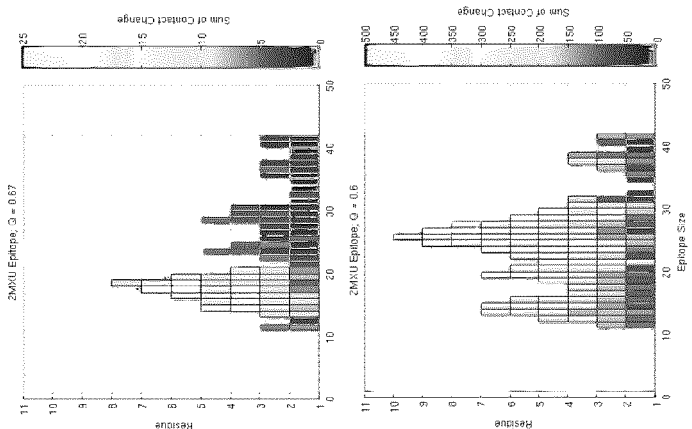 2MXU Epitope, Q = 0.67
Residue
11 10 9 8 7 6 5 4 3 2 1
0 10 20 30 40 50
Sum of Contact Change
-25 -20 -15 -10 -5 0
2MXU Epitope, Q = 0.6
Residue
11 10 9 8 7 6 5 4 3 2 1
0 10 20 30 40 50
Epitope Size
Sum of Contact Change
-500 -450 -400 -350 -300 -250 -200 -150 -100 -50 0